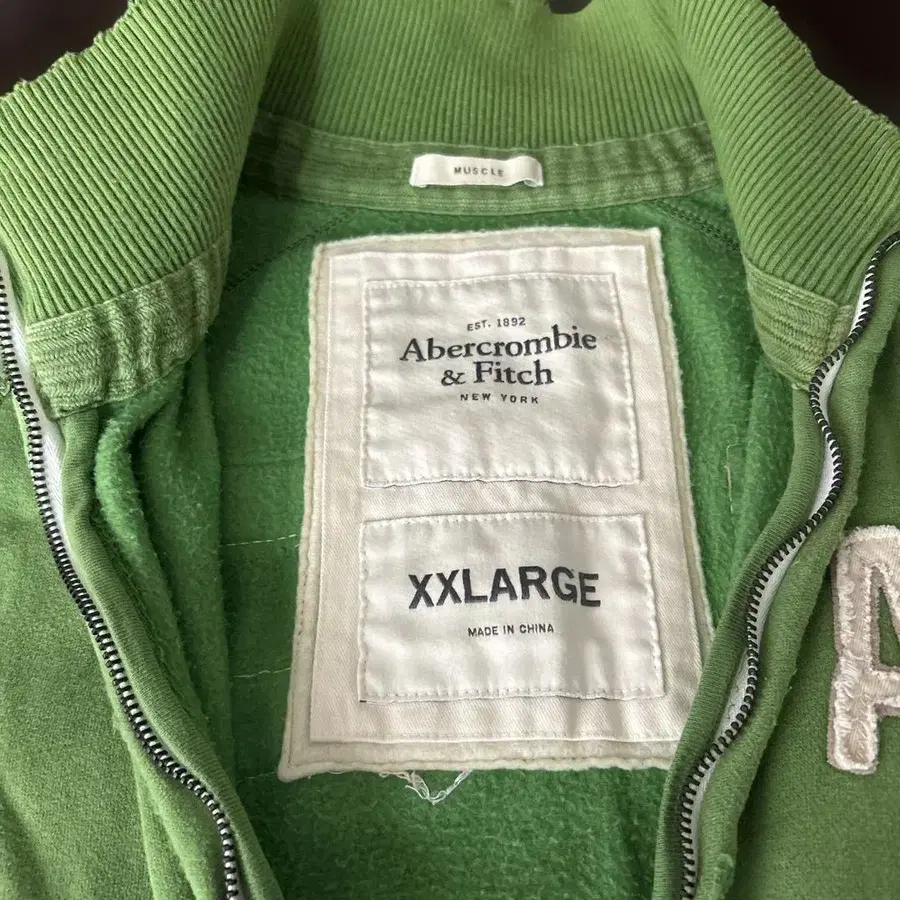 MUSCLE
EST. 1892
Abercrombie
& Fitch
NEW YORK
XXLARGE
MADE IN CHINA
A